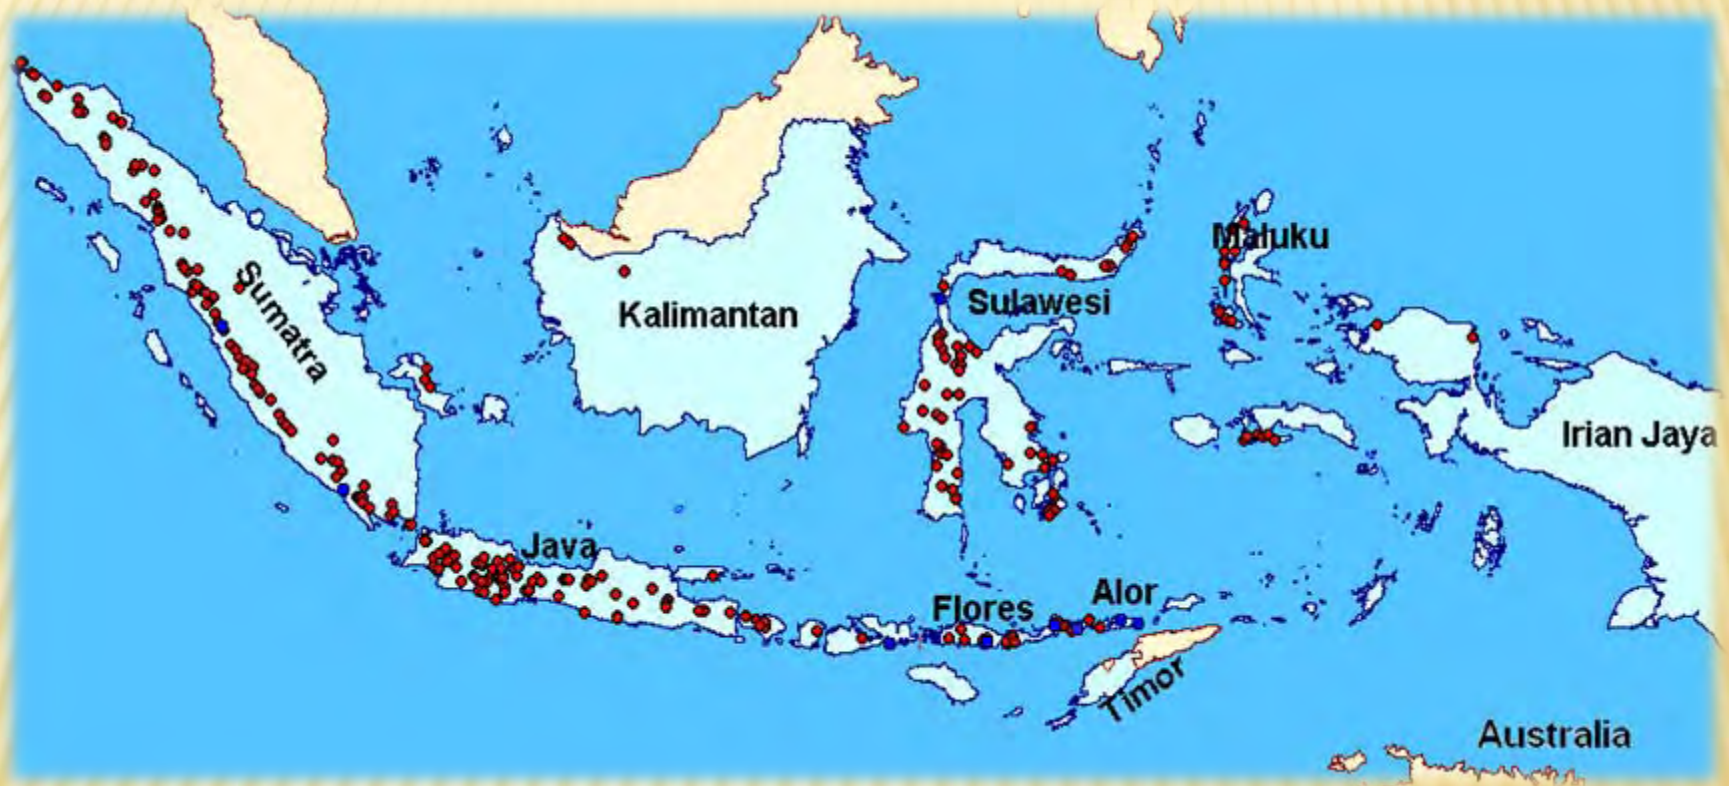 Maluku
Sumatra
Kalimantan
Sulawesi
Irian Jaya
Java
Flores
Alor
Timor
Australia